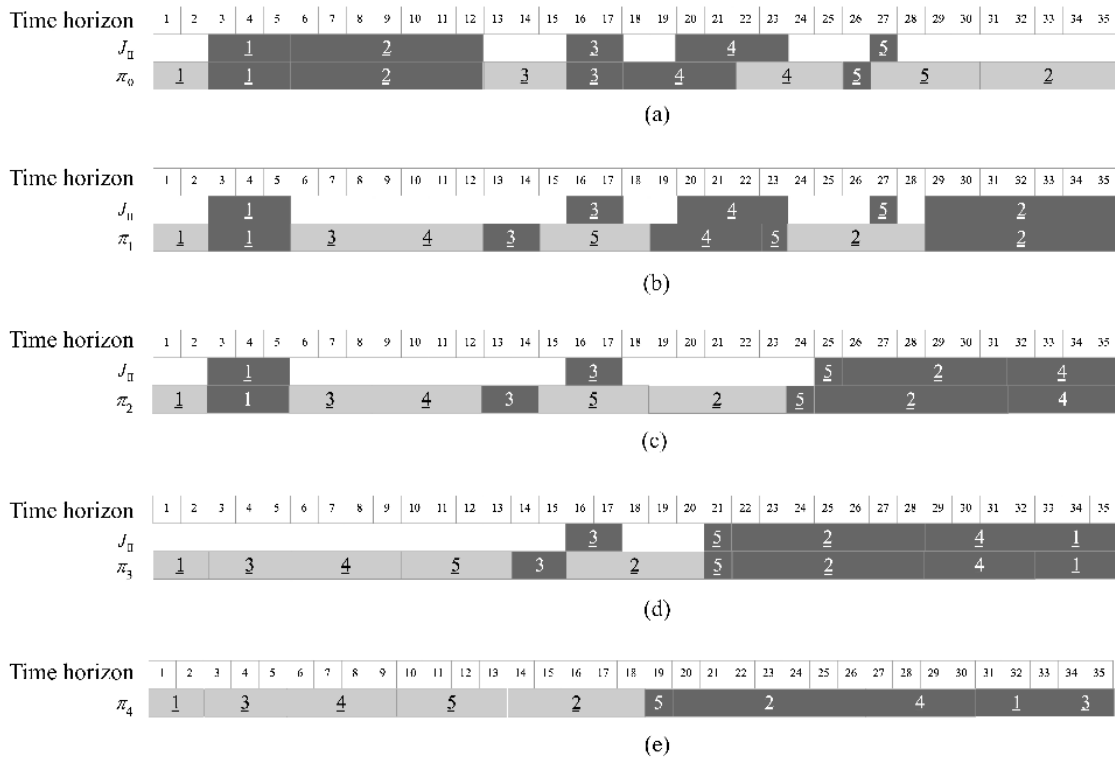 Time horizon 1 2 3 4 5 6 7 8 9 10 11 12 13 14 15 16 17 18 19 20 21 22 23 24 25 26 27 28 29 30 31 32 33 34 35
J_II 1 2 3 4 5
π_0 1 1 2 3 3 4 4 5 5 2
(a)
Time horizon 1 2 3 4 5 6 7 8 9 10 11 12 13 14 15 16 17 18 19 20 21 22 23 24 25 26 27 28 29 30 31 32 33 34 35
J_II 1 3 4 5 2
π_1 1 1 3 4 3 5 4 5 2 2
(b)
Time horizon 1 2 3 4 5 6 7 8 9 10 11 12 13 14 15 16 17 18 19 20 21 22 23 24 25 26 27 28 29 30 31 32 33 34 35
J_II 1 3 5 2 4
π_2 1 1 3 4 3 5 2 5 2 4
(c)
Time horizon 1 2 3 4 5 6 7 8 9 10 11 12 13 14 15 16 17 18 19 20 21 22 23 24 25 26 27 28 29 30 31 32 33 34 35
J_II 3 5 2 4 1
π_3 1 3 4 5 3 2 5 2 4 1
(d)
Time horizon 1 2 3 4 5 6 7 8 9 10 11 12 13 14 15 16 17 18 19 20 21 22 23 24 25 26 27 28 29 30 31 32 33 34 35
π_4 1 3 4 5 2 5 2 4 1 3
(e)